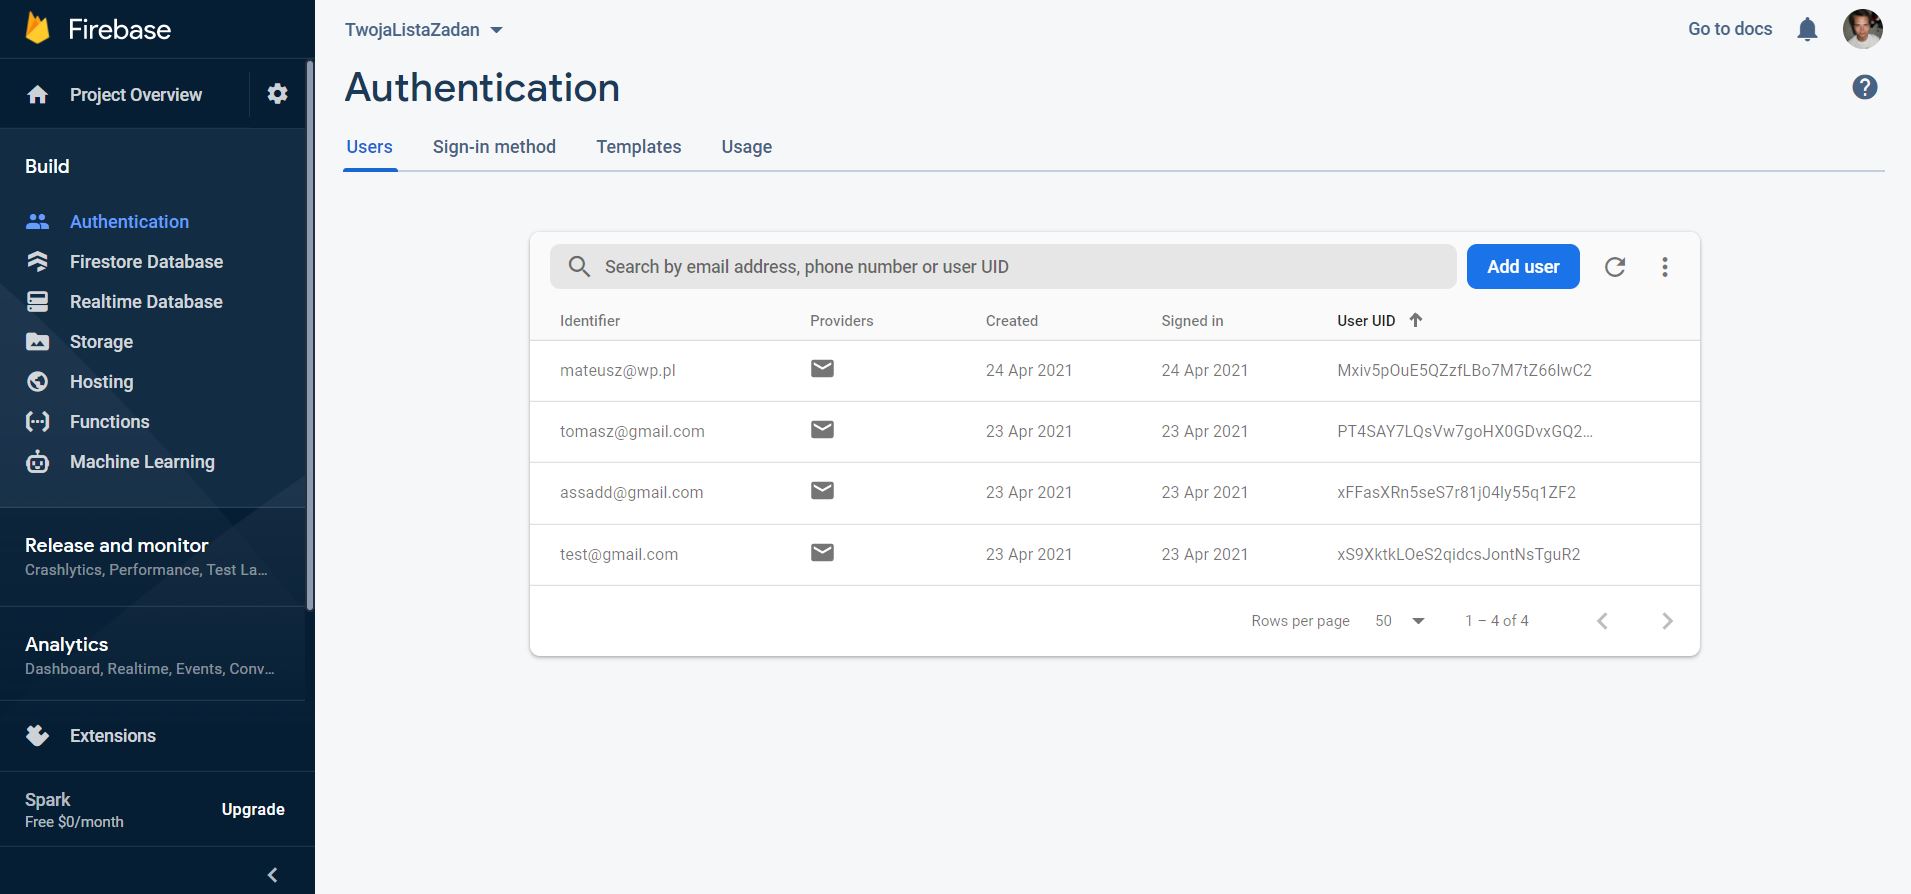 Firebase
Project Overview
Build
Authentication
Firestore Database
Realtime Database
Storage
Hosting
Functions
Machine Learning
Release and monitor
Crashlytics, Performance, Test La...
Analytics
Dashboard, Realtime, Events, Conv...
Extensions
Spark
Free $0/month
Upgrade
TwojaListaZadan
Go to docs
Authentication
Users Sign-in method Templates Usage
Search by email address, phone number or user UID
Add user
Identifier Providers Created Signed in User UID
mateusz@wp.pl 24 Apr 2021 24 Apr 2021 Mxiv5pOuE5QZzfLBo7M7tZ66lwC2
tomasz@gmail.com 23 Apr 2021 23 Apr 2021 PT4SAY7LQsVw7goHX0GDvxGQ2...
assadd@gmail.com 23 Apr 2021 23 Apr 2021 xFFasXRn5seS7r81j04ly55q1ZF2
test@gmail.com 23 Apr 2021 23 Apr 2021 xS9XktkLOeS2qidcsJontNsTguR2
Rows per page 50 1 – 4 of 4